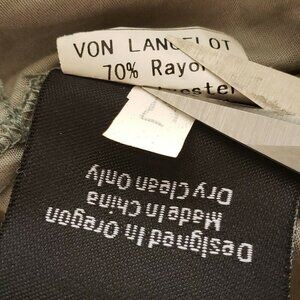 VON LANCELOT
70% Rayon
Designed In Oregon
Made In China
Dry Clean Only